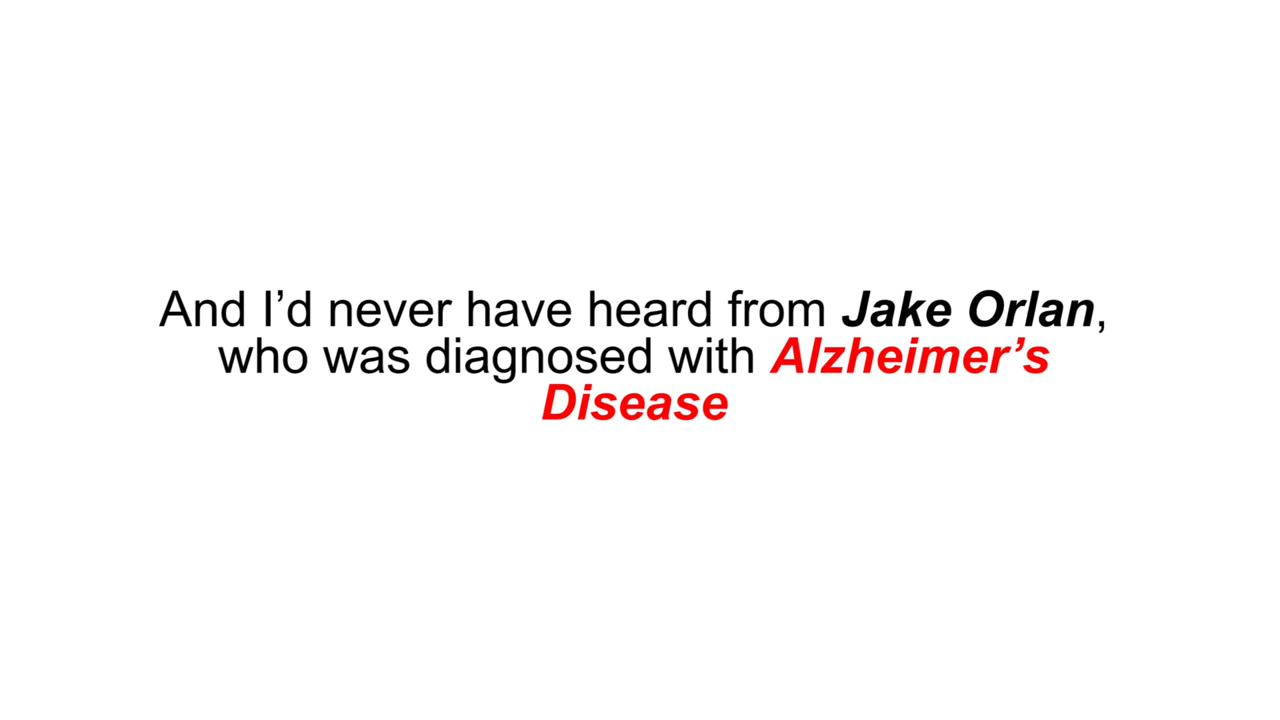 And I’d never have heard from Jake Orlan,
who was diagnosed with Alzheimer’s
Disease